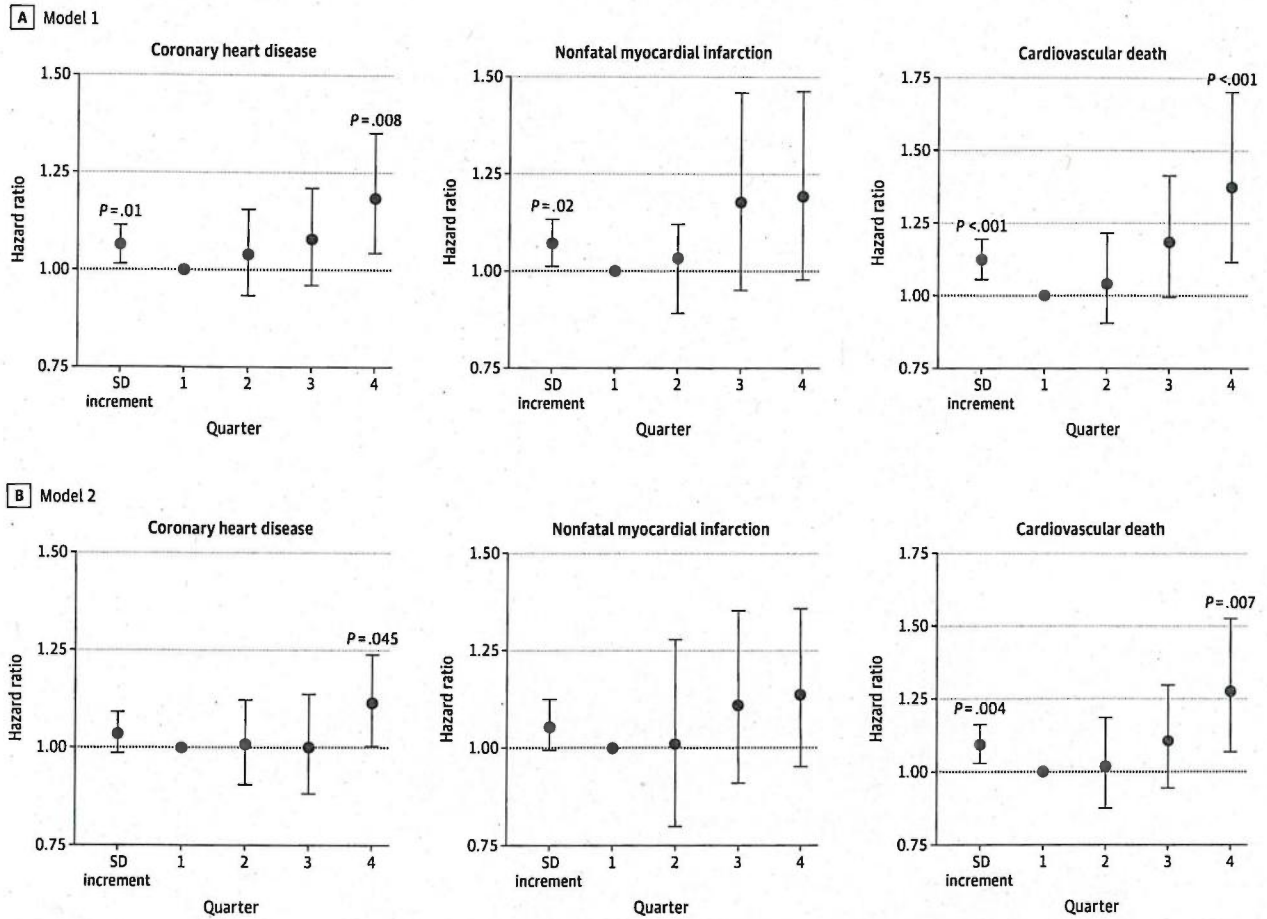 A Model 1
Coronary heart disease
1.50
1.25
1.00
0.75
Hazard ratio
P=.01
P=.008
SD increment
1
2
3
4
Quarter
Nonfatal myocardial infarction
1.50
1.25
1.00
0.75
Hazard ratio
P=.02
SD increment
1
2
3
4
Quarter
Cardiovascular death
1.75
1.50
1.25
1.00
0.75
Hazard ratio
P<.001
P<.001
SD increment
1
2
3
4
Quarter
B Model 2
Coronary heart disease
1.50
1.25
1.00
0.75
Hazard ratio
P=.045
SD increment
1
2
3
4
Quarter
Nonfatal myocardial infarction
1.50
1.25
1.00
0.75
Hazard ratio
SD increment
1
2
3
4
Quarter
Cardiovascular death
1.75
1.50
1.25
1.00
0.75
Hazard ratio
P=.004
P=.007
SD increment
1
2
3
4
Quarter